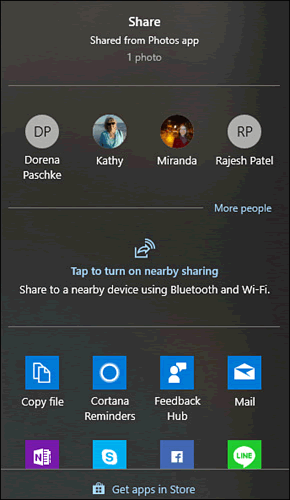 Share
Shared from Photos app
1 photo
DP
RP
Dorena
Paschke
Kathy
Miranda
Rajesh Patel
More people
Tap to turn on nearby sharing
Share to a nearby device using Bluetooth and Wi-Fi.
Copy file
Cortana
Reminders
Feedback
Hub
Mail
N
S
f
LINE
Get apps in Store